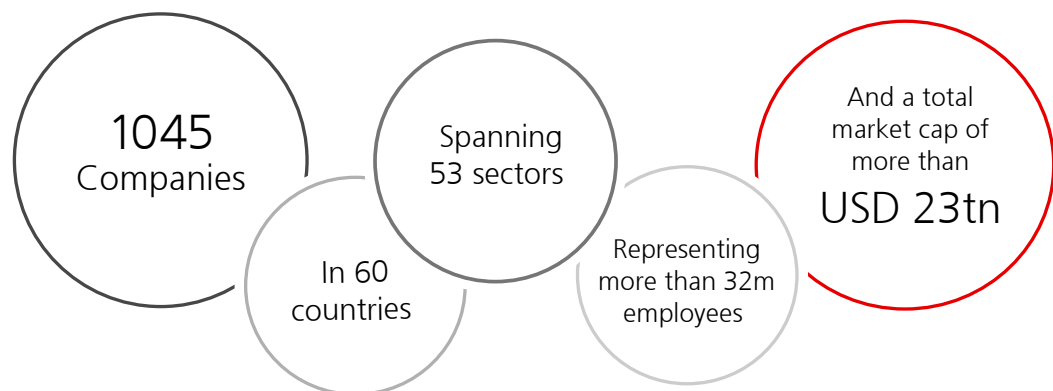 1045
Companies
In 60
countries
Spanning
53 sectors
Representing
more than 32m
employees
And a total
market cap of
more than
USD 23tn